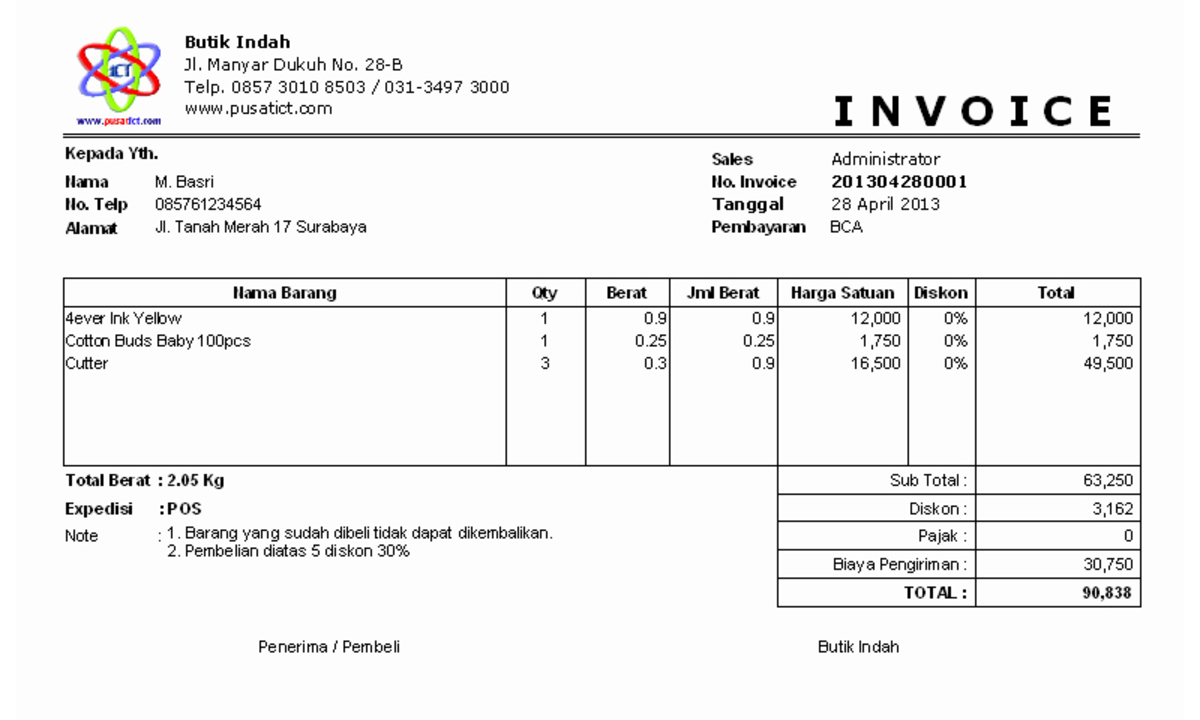 Butik Indah
Jl. Manyar Dukuh No. 28-B
Telp. 0857 3010 8503 / 031-3497 3000
www.pusatict.com
ICT
www.pusatict.com
INVOICE
Kepada Yth.
Nama M. Basri
No. Telp 085761234564
Alamat Jl. Tanah Merah 17 Surabaya
Sales Administrator
No. Invoice 201304280001
Tanggal 28 April 2013
Pembayaran BCA
Nama Barang Qty Berat Jml Berat Harga Satuan Diskon Total
4ever Ink Yellow 1 0.9 0.9 12,000 0% 12,000
Cotton Buds Baby 100pcs 1 0.25 0.25 1,750 0% 1,750
Cutter 3 0.3 0.9 16,500 0% 49,500
Total Berat : 2.05 Kg
Expedisi : POS
Note : 1. Barang yang sudah dibeli tidak dapat dikembalikan.
2. Pembelian diatas 5 diskon 30%
Sub Total : 63,250
Diskon : 3,162
Pajak : 0
Biaya Pengiriman : 30,750
TOTAL : 90,838
Penerima / Pembeli Butik Indah